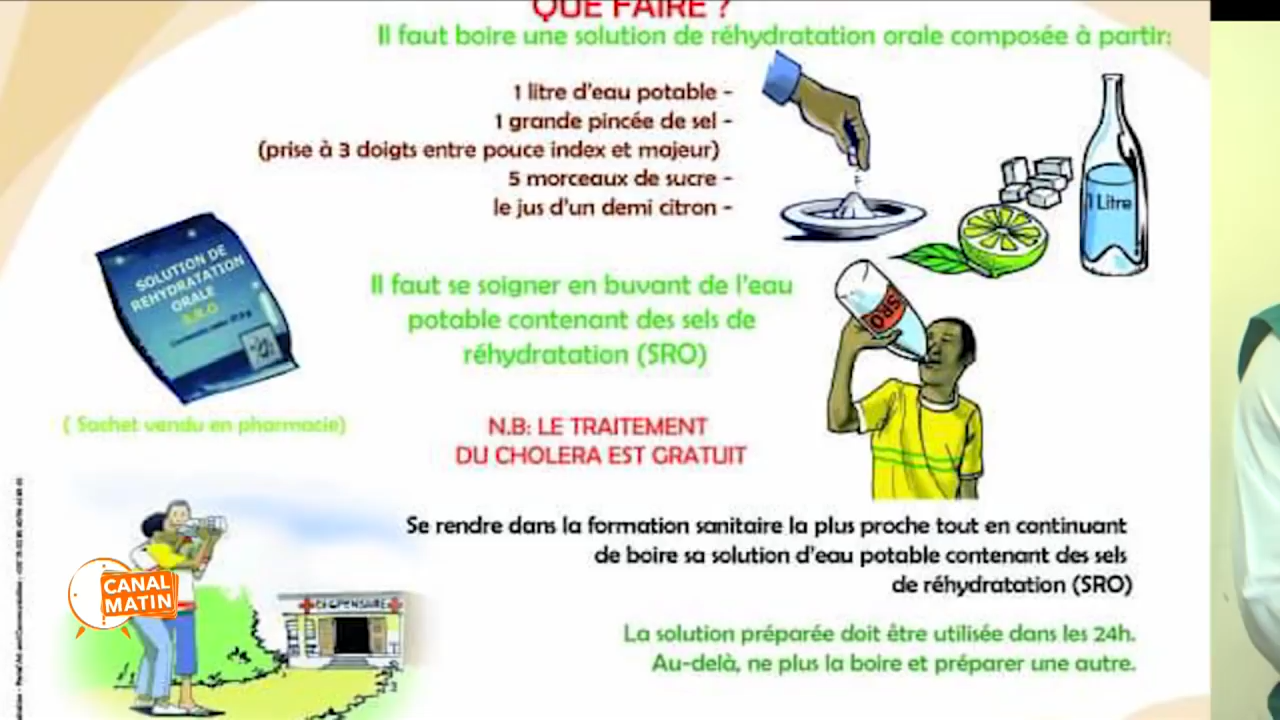 QUE FAIRE ?
Il faut boire une solution de réhydratation orale composée à partir:
1 litre d'eau potable -
1 grande pincée de sel -
(prise à 3 doigts entre pouce index et majeur)
5 morceaux de sucre -
le jus d'un demi citron -
1 Litre
SOLUTION DE
REHYDRATATION
ORALE
S.R.O
Il faut se soigner en buvant de l'eau
potable contenant des sels de
réhydratation (SRO)
SRO
( Sachet vendu en pharmacie)
N.B: LE TRAITEMENT
DU CHOLERA EST GRATUIT
Se rendre dans la formation sanitaire la plus proche tout en continuant
de boire sa solution d'eau potable contenant des sels
de réhydratation (SRO)
CANAL
MATIN
DISPENSAIRE
La solution préparée doit être utilisée dans les 24h.
Au-delà, ne plus la boire et préparer une autre.